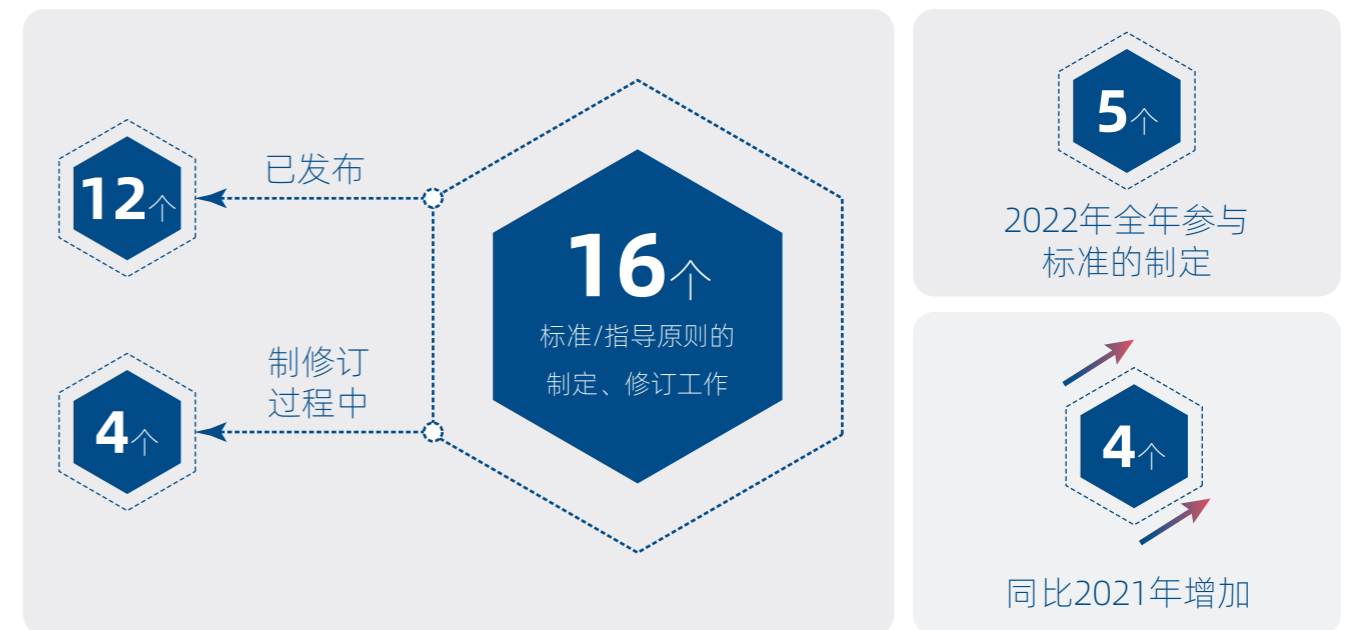 16个
标准/指导原则的
制定、修订工作
已发布
12个
制修订
过程中
4个
5个
2022年全年参与
标准的制定
4个
同比2021年增加